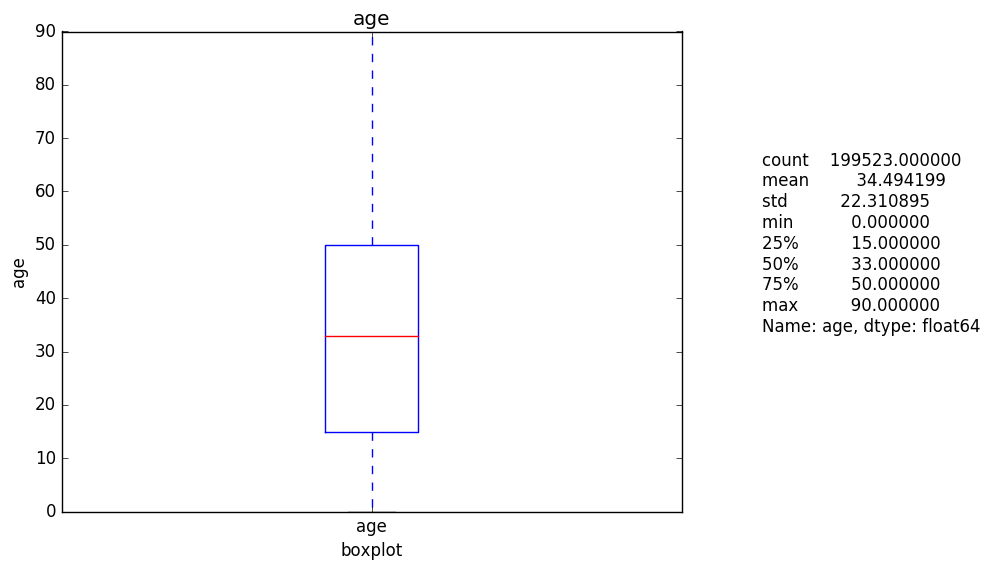 age
90
80
70
60
50
40
30
20
10
0
age
age
boxplot
count 199523.000000
mean 34.494199
std 22.310895
min 0.000000
25% 15.000000
50% 33.000000
75% 50.000000
max 90.000000
Name: age, dtype: float64